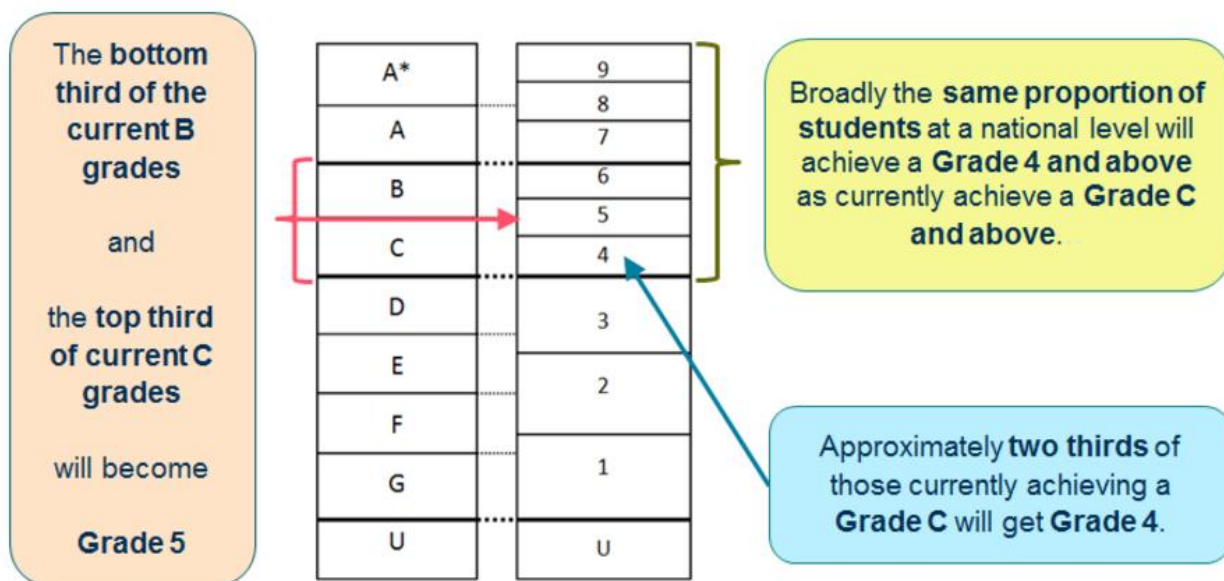 The bottom
third of the
current B
grades
and
the top third
of current C
grades
will become
Grade 5
A*
A
B
C
D
E
F
G
U
9
8
7
6
5
4
3
2
1
U
Broadly the same proportion of
students at a national level will
achieve a Grade 4 and above
as currently achieve a Grade C
and above...
Approximately two thirds of
those currently achieving a
Grade C will get Grade 4.